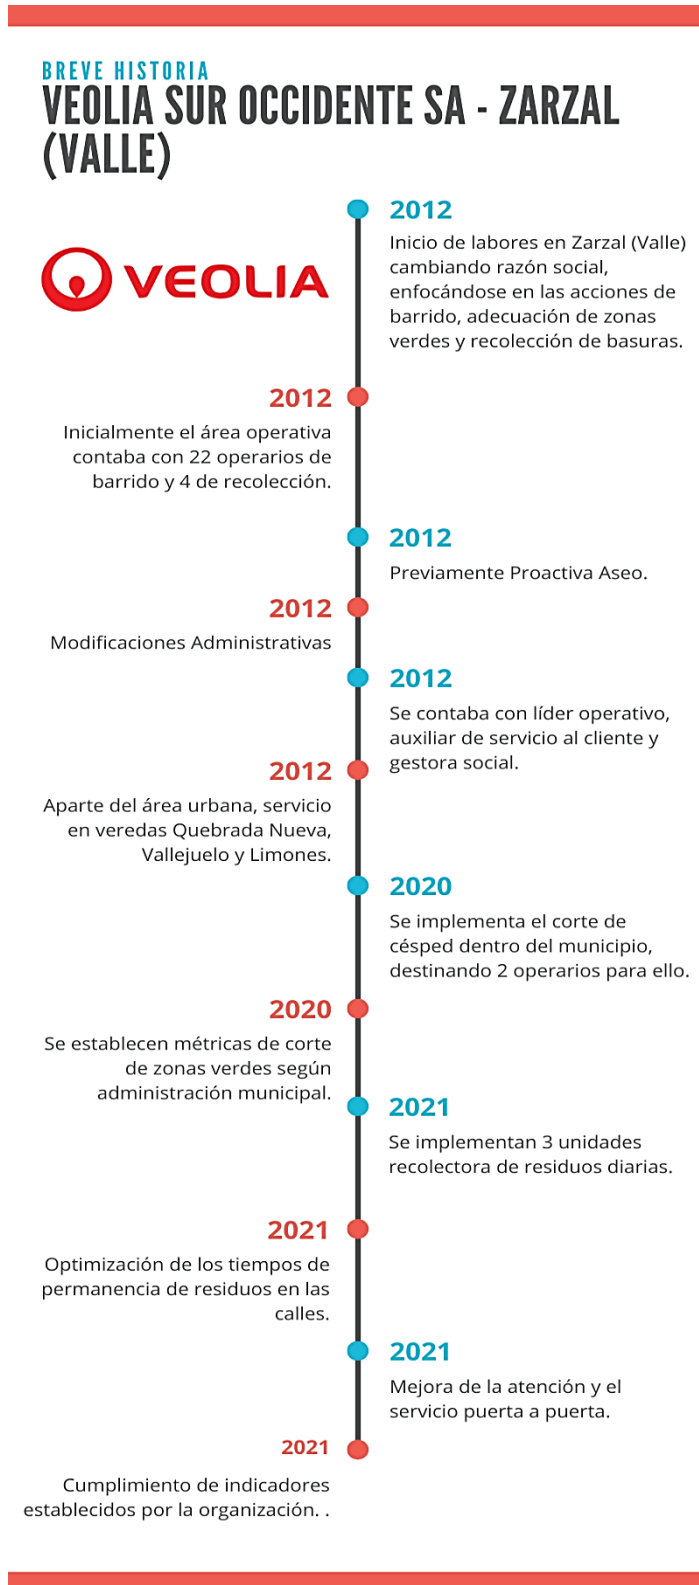 BREVE HISTORIA
VEOLIA SUR OCCIDENTE SA - ZARZAL
(VALLE)
VEOLIA
2012
Inicio de labores en Zarzal (Valle)
cambiando razón social,
enfocándose en las acciones de
barrido, adecuación de zonas
verdes y recolección de basuras.
2012
Inicialmente el área operativa
contaba con 22 operarios de
barrido y 4 de recolección.
2012
Previamente Proactiva Aseo.
2012
Modificaciones Administrativas
2012
Se contaba con líder operativo,
auxiliar de servicio al cliente y
gestora social.
2012
Aparte del área urbana, servicio
en veredas Quebrada Nueva,
Vallejuelo y Limones.
2020
Se implementa el corte de
césped dentro del municipio,
destinando 2 operarios para ello.
2020
Se establecen métricas de corte
de zonas verdes según
administración municipal.
2021
Se implementan 3 unidades
recolectora de residuos diarias.
2021
Optimización de los tiempos de
permanencia de residuos en las
calles.
2021
Mejora de la atención y el
servicio puerta a puerta.
2021
Cumplimiento de indicadores
establecidos por la organización. .